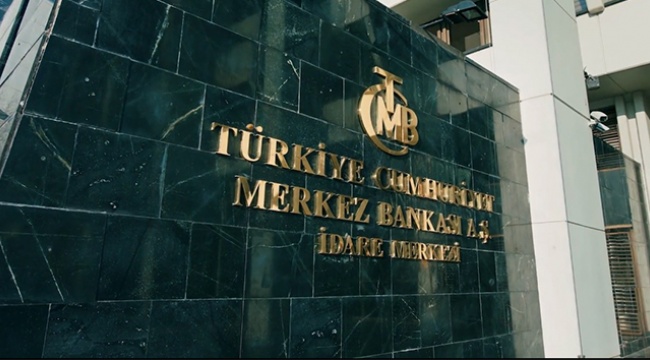 TCMB
TÜRKİYE CUMHURİYET
MERKEZ BANKASI A.Ş.
İDARE MERKEZİ